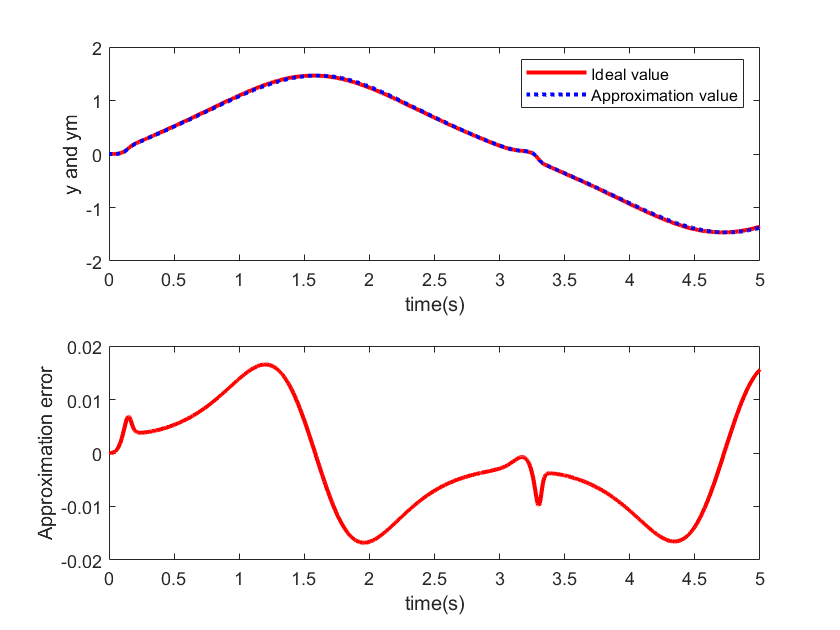 2
1
0
-1
-2
y and ym
Ideal value
Approximation value
0 0.5 1 1.5 2 2.5 3 3.5 4 4.5 5
time(s)
0.02
0.01
0
-0.01
-0.02
Approximation error
0 0.5 1 1.5 2 2.5 3 3.5 4 4.5 5
time(s)